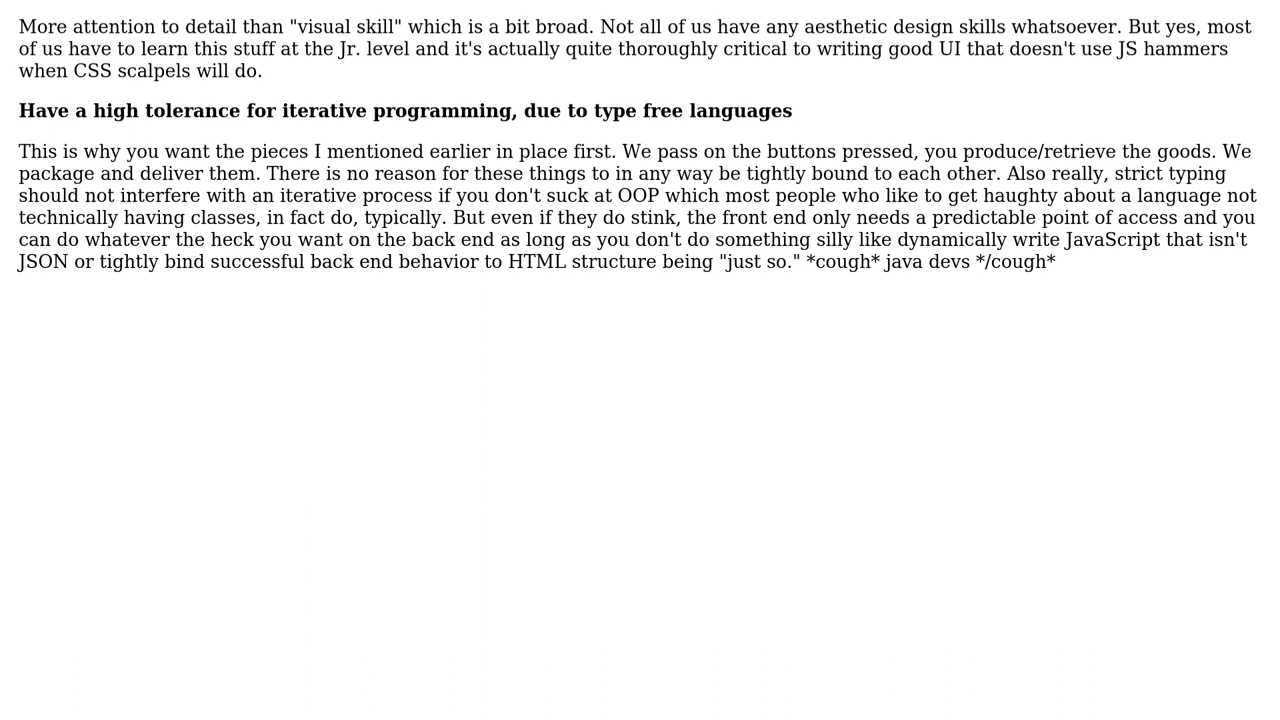 More attention to detail than "visual skill" which is a bit broad. Not all of us have any aesthetic design skills whatsoever. But yes, most
of us have to learn this stuff at the Jr. level and it's actually quite thoroughly critical to writing good UI that doesn't use JS hammers
when CSS scalpels will do.
Have a high tolerance for iterative programming, due to type free languages
This is why you want the pieces I mentioned earlier in place first. We pass on the buttons pressed, you produce/retrieve the goods. We
package and deliver them. There is no reason for these things to in any way be tightly bound to each other. Also really, strict typing
should not interfere with an iterative process if you don't suck at OOP which most people who like to get haughty about a language not
technically having classes, in fact do, typically. But even if they do stink, the front end only needs a predictable point of access and you
can do whatever the heck you want on the back end as long as you don't do something silly like dynamically write JavaScript that isn't
JSON or tightly bind successful back end behavior to HTML structure being "just so." *cough* java devs */cough*